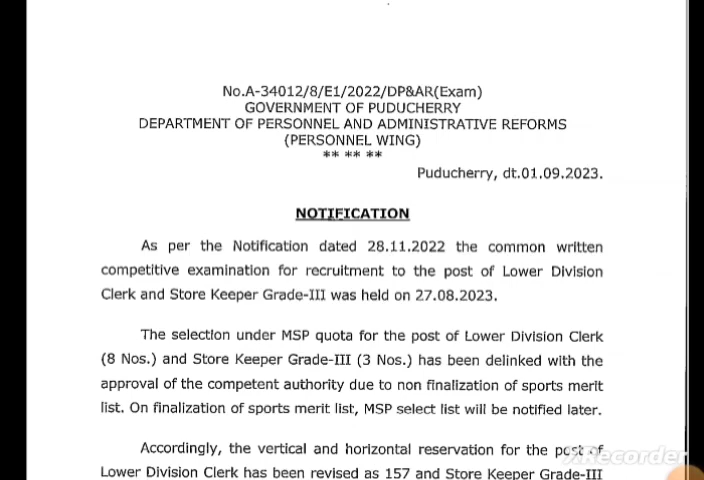 No.A-34012/8/E1/2022/DP&AR(Exam)
GOVERNMENT OF PUDUCHERRY
DEPARTMENT OF PERSONNEL AND ADMINISTRATIVE REFORMS
(PERSONNEL WING)
** ** **
Puducherry, dt.01.09.2023.
NOTIFICATION
As per the Notification dated 28.11.2022 the common written
competitive examination for recruitment to the post of Lower Division
Clerk and Store Keeper Grade-III was held on 27.08.2023.
The selection under MSP quota for the post of Lower Division Clerk
(8 Nos.) and Store Keeper Grade-III (3 Nos.) has been delinked with the
approval of the competent authority due to non finalization of sports merit
list. On finalization of sports merit list, MSP select list will be notified later.
Accordingly, the vertical and horizontal reservation for the post of
Lower Division Clerk has been revised as 157 and Store Keeper Grade-III
XRecorder